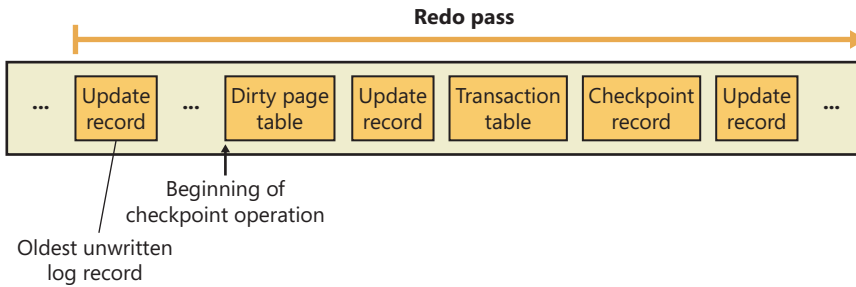 Redo pass
...
Update
record
...
Dirty page
table
Update
record
Transaction
table
Checkpoint
record
Update
record
...
Beginning of
checkpoint operation
Oldest unwritten
log record